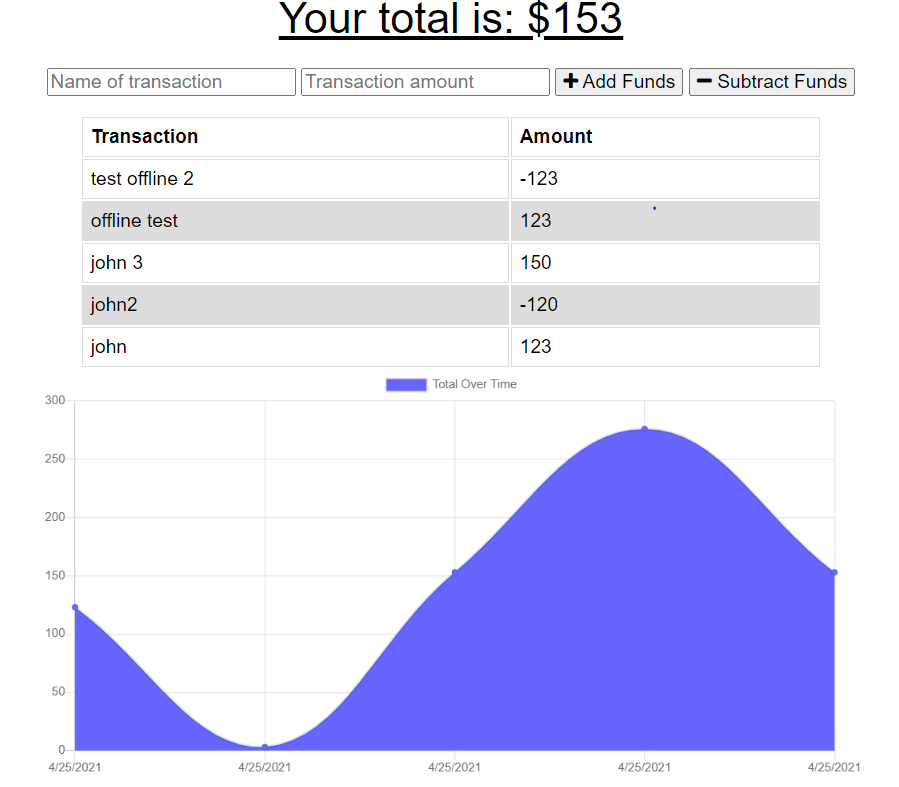 Your total is: $153
Name of transaction Transaction amount Add Funds Subtract Funds
Transaction Amount
test offline 2 -123
offline test 123
john 3 150
john2 -120
john 123
Total Over Time
300
250
200
150
100
50
0
4/25/2021 4/25/2021 4/25/2021 4/25/2021 4/25/2021